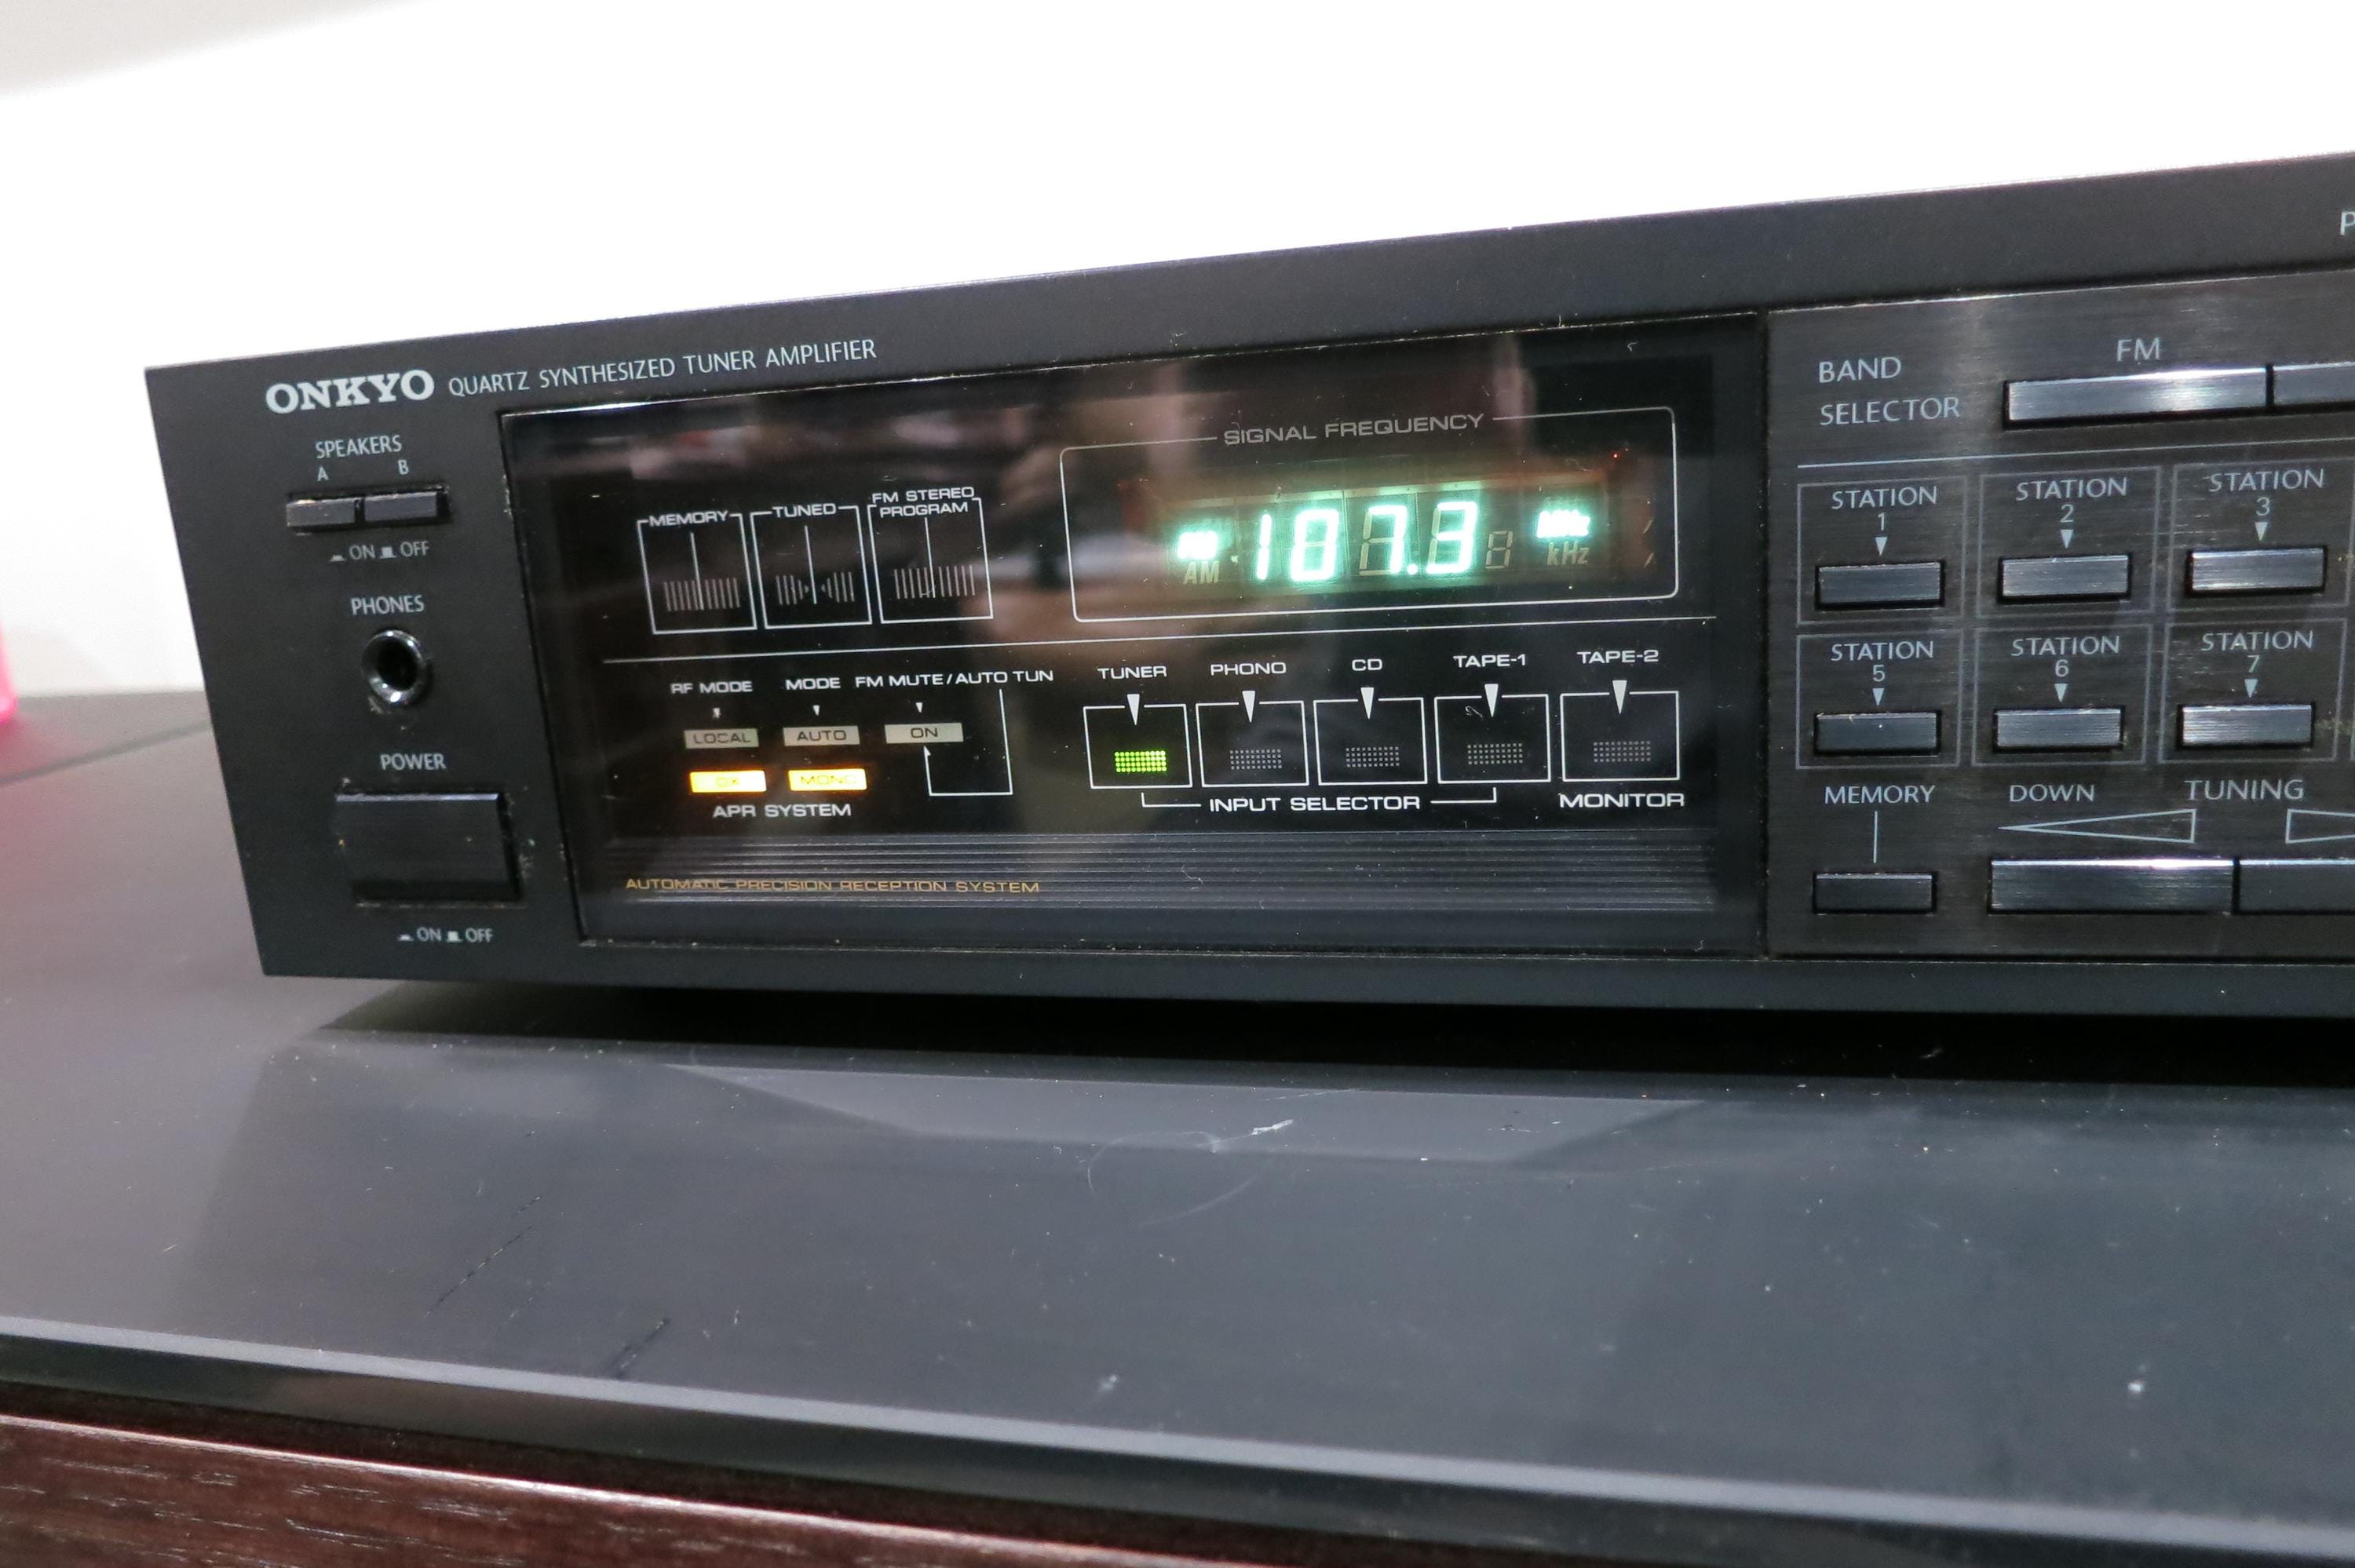 ONKYO QUARTZ SYNTHESIZED TUNER AMPLIFIER
SPEAKERS
A B
ON OFF
PHONES
POWER
ON OFF
MEMORY TUNED FM STEREO PROGRAM
SIGNAL FREQUENCY
FM 107.3 MHz
AM kHz
RF MODE MODE FM MUTE/AUTO TUN
LOCAL AUTO ON
DX MONO
APR SYSTEM
TUNER PHONO CD TAPE-1 TAPE-2
INPUT SELECTOR MONITOR
AUTOMATIC PRECISION RECEPTION SYSTEM
P
BAND SELECTOR
FM
STATION 1 STATION 2 STATION 3
STATION 5 STATION 6 STATION 7
MEMORY DOWN TUNING